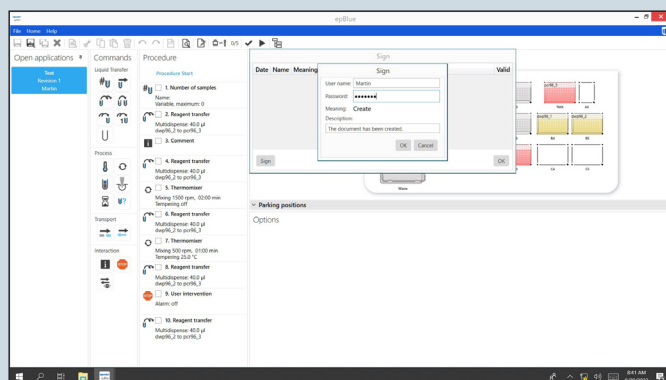 epBlue
File Home Help
0/5
Open applications
Commands
Procedure
Test
Revision 1
Martin
Liquid Transfer
Process
Transport
Interaction
Procedure Start
1. Number of samples
Name:
Variable, maximum: 0
2. Reagent transfer
Multidispense: 40.0 µl
dwp96_2 to pcr96_3
3. Comment
4. Reagent transfer
Multidispense: 40.0 µl
dwp96_2 to pcr96_3
5. Thermomixer
Mixing 1500 rpm, 02:00 min
Tempering off
6. Reagent transfer
Multidispense: 40.0 µl
dwp96_2 to pcr96_3
7. Thermomixer
Mixing 500 rpm, 01:00 min
Tempering 25.0 °C
8. Reagent transfer
Multidispense: 40.0 µl
dwp96_2 to pcr96_3
9. User intervention
Alarm: off
10. Reagent transfer
Multidispense: 40.0 µl
dwp96_2 to pcr96_3
Sign
Date Name Meaning
Valid
Sign
User name: Martin
Password:
Meaning: Create
Description:
The document has been created.
OK Cancel
Sign
OK
Parking positions
Options
STOP
STOP
8:41 AM